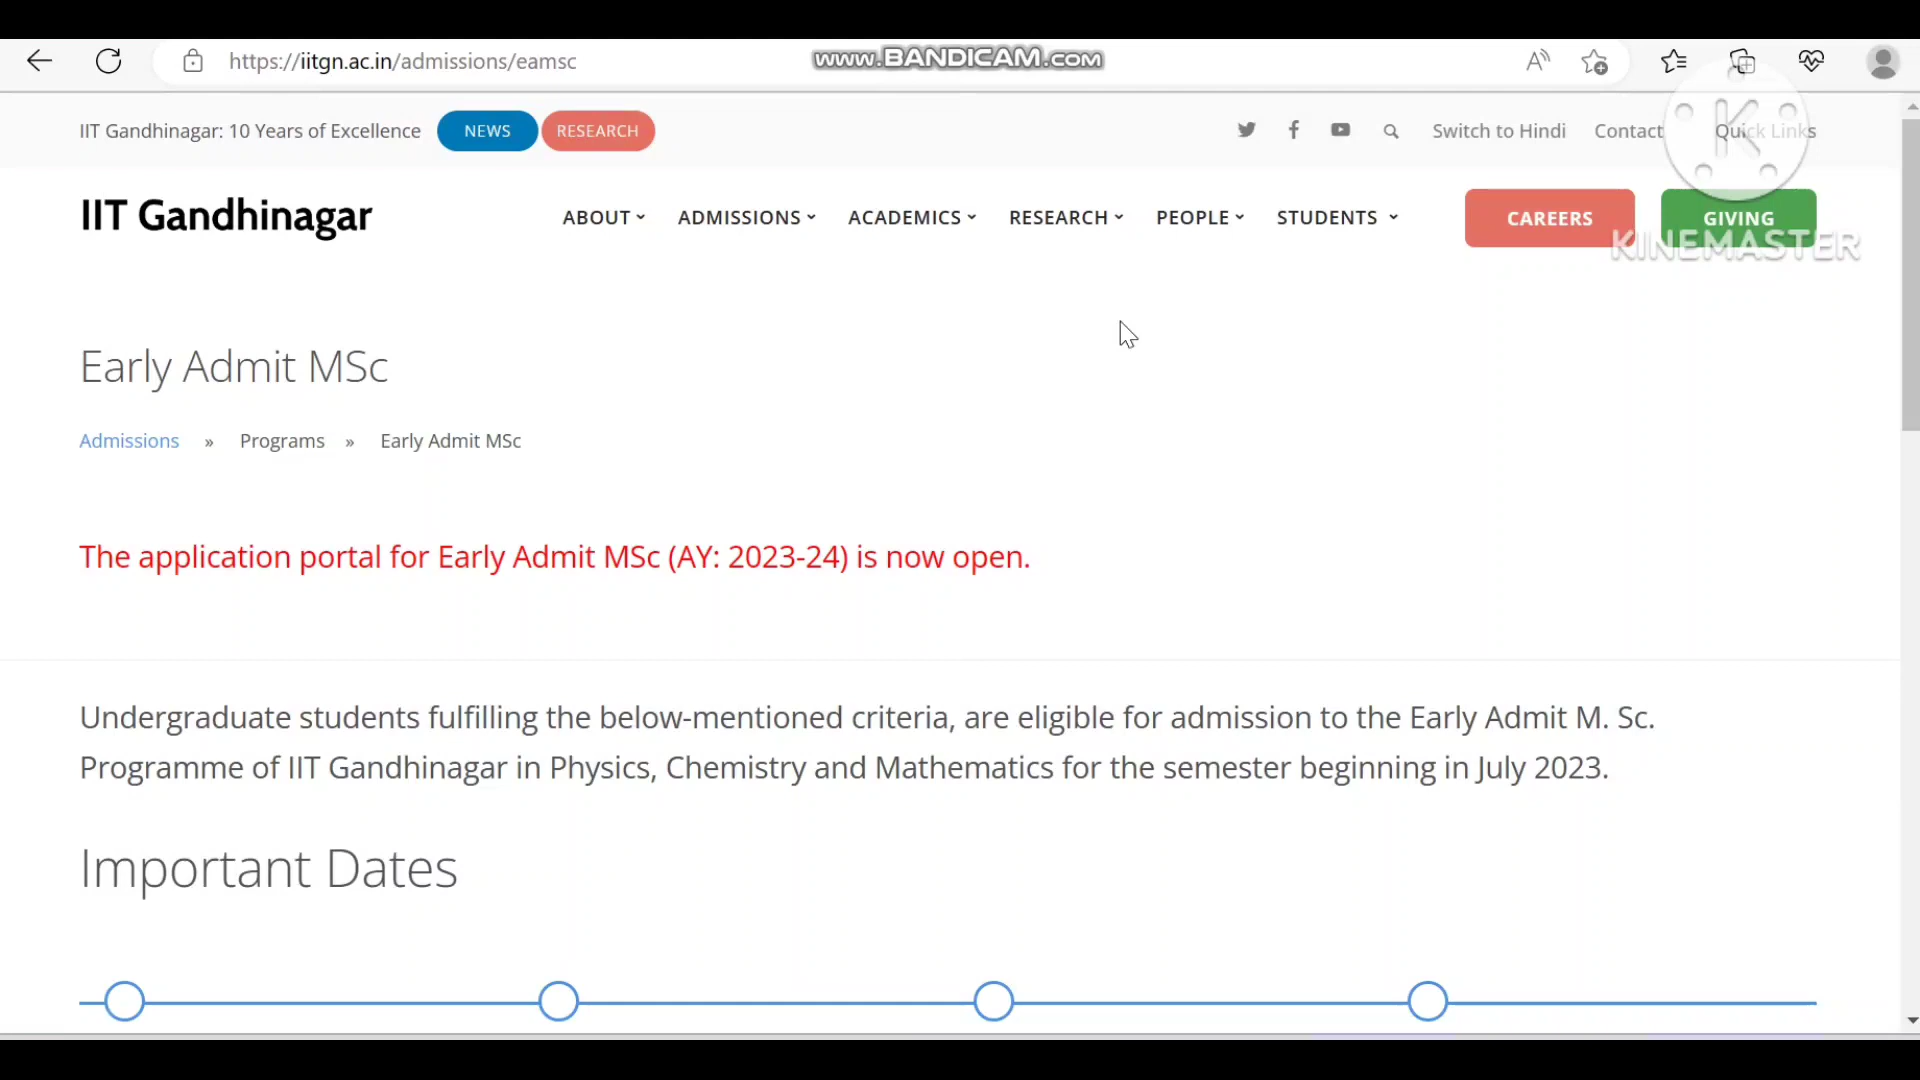 https://iitgn.ac.in/admissions/eamsc
www.BANDICAM.com
IIT Gandhinagar: 10 Years of Excellence NEWS RESEARCH Switch to Hindi Contact Quick Links
IIT Gandhinagar ABOUT ADMISSIONS ACADEMICS RESEARCH PEOPLE STUDENTS CAREERS GIVING
K
KINEMASTER
Early Admit MSc
Admissions » Programs » Early Admit MSc
The application portal for Early Admit MSc (AY: 2023-24) is now open.
Undergraduate students fulfilling the below-mentioned criteria, are eligible for admission to the Early Admit M. Sc.
Programme of IIT Gandhinagar in Physics, Chemistry and Mathematics for the semester beginning in July 2023.
Important Dates